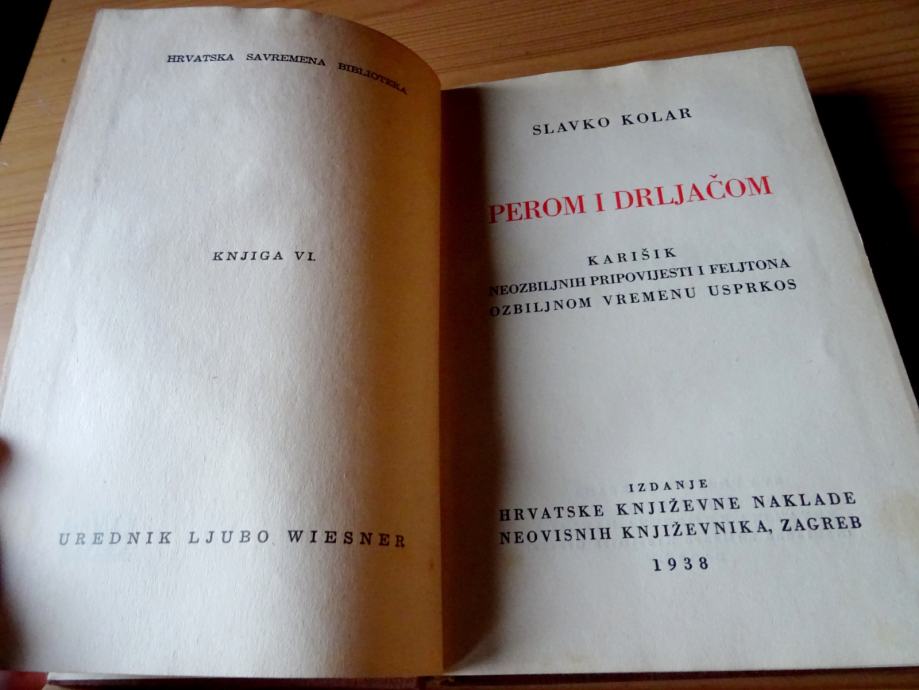 HRVATSKA SAVREMENA BIBLIOTEKA
KNJIGA VI.
UREDNIK LJUBO WIESNER
SLAVKO KOLAR
PEROM I DRLJAČOM
KARIŠIK
NEOZBILJNIH PRIPOVIJESTI I FELJTONA
OZBILJNOM VREMENU USPRKOS
IZDANJE
HRVATSKE KNJIŽEVNE NAKLADE
NEOVISNIH KNJIŽEVNIKA, ZAGREB
1938